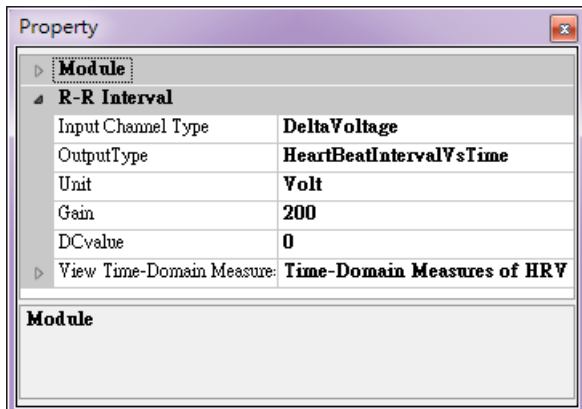 Property
Module
R-R Interval
Input Channel Type DeltaVoltage
OutputType HeartBeatIntervalVsTime
Unit Volt
Gain 200
DCvalue 0
View Time-Domain Measure: Time-Domain Measures of HRV
Module